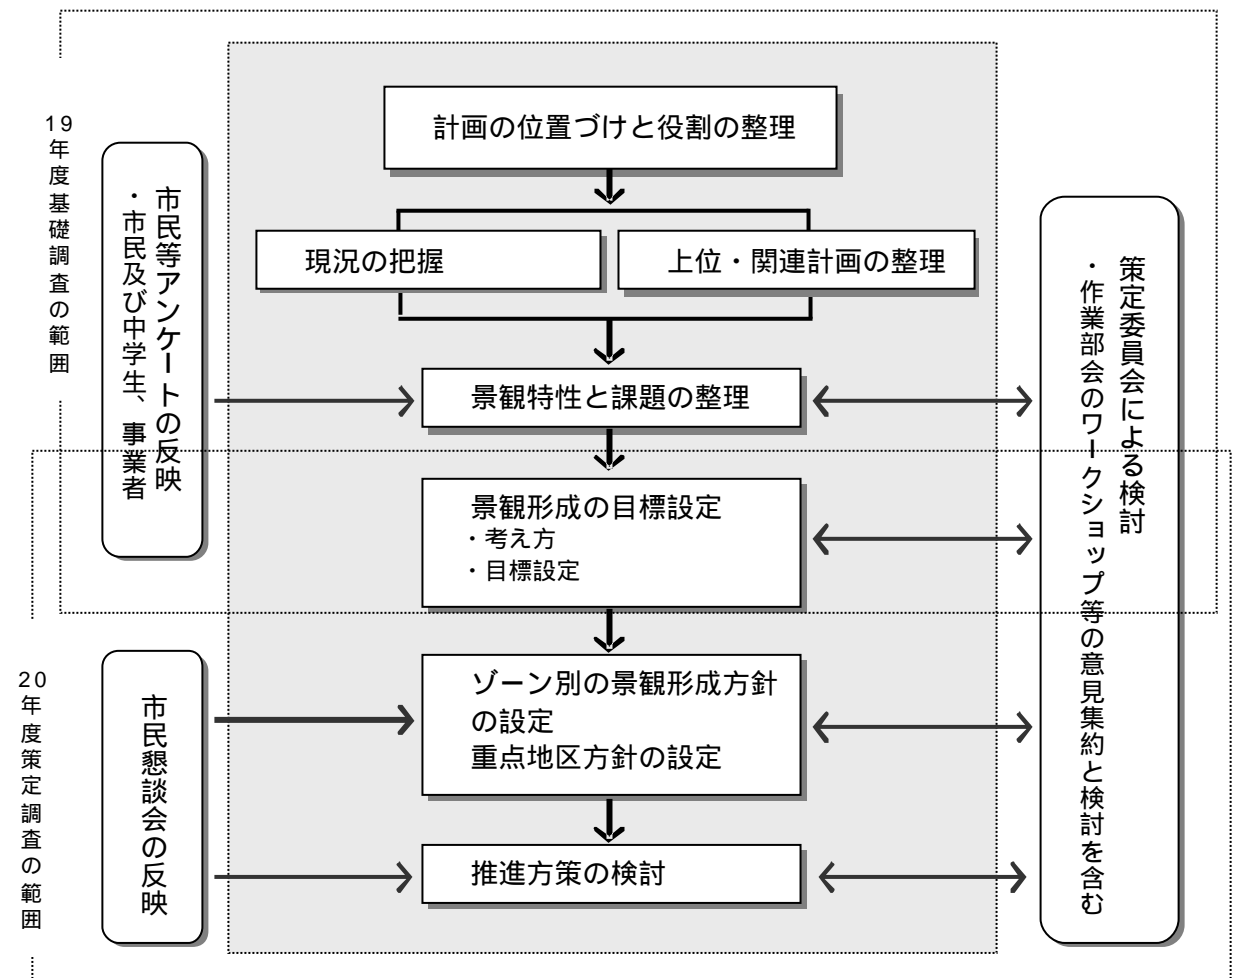 19年度基礎調査の範囲
市民等アンケートの反映
・市民及び中学生、事業者
計画の位置づけと役割の整理
現況の把握
上位・関連計画の整理
景観特性と課題の整理
景観形成の目標設定
・考え方
・目標設定
策定委員会による検討
・作業部会のワークショップ等の意見集約と検討を含む
20年度策定調査の範囲
市民懇談会の反映
ゾーン別の景観形成方針
の設定
重点地区方針の設定
推進方策の検討